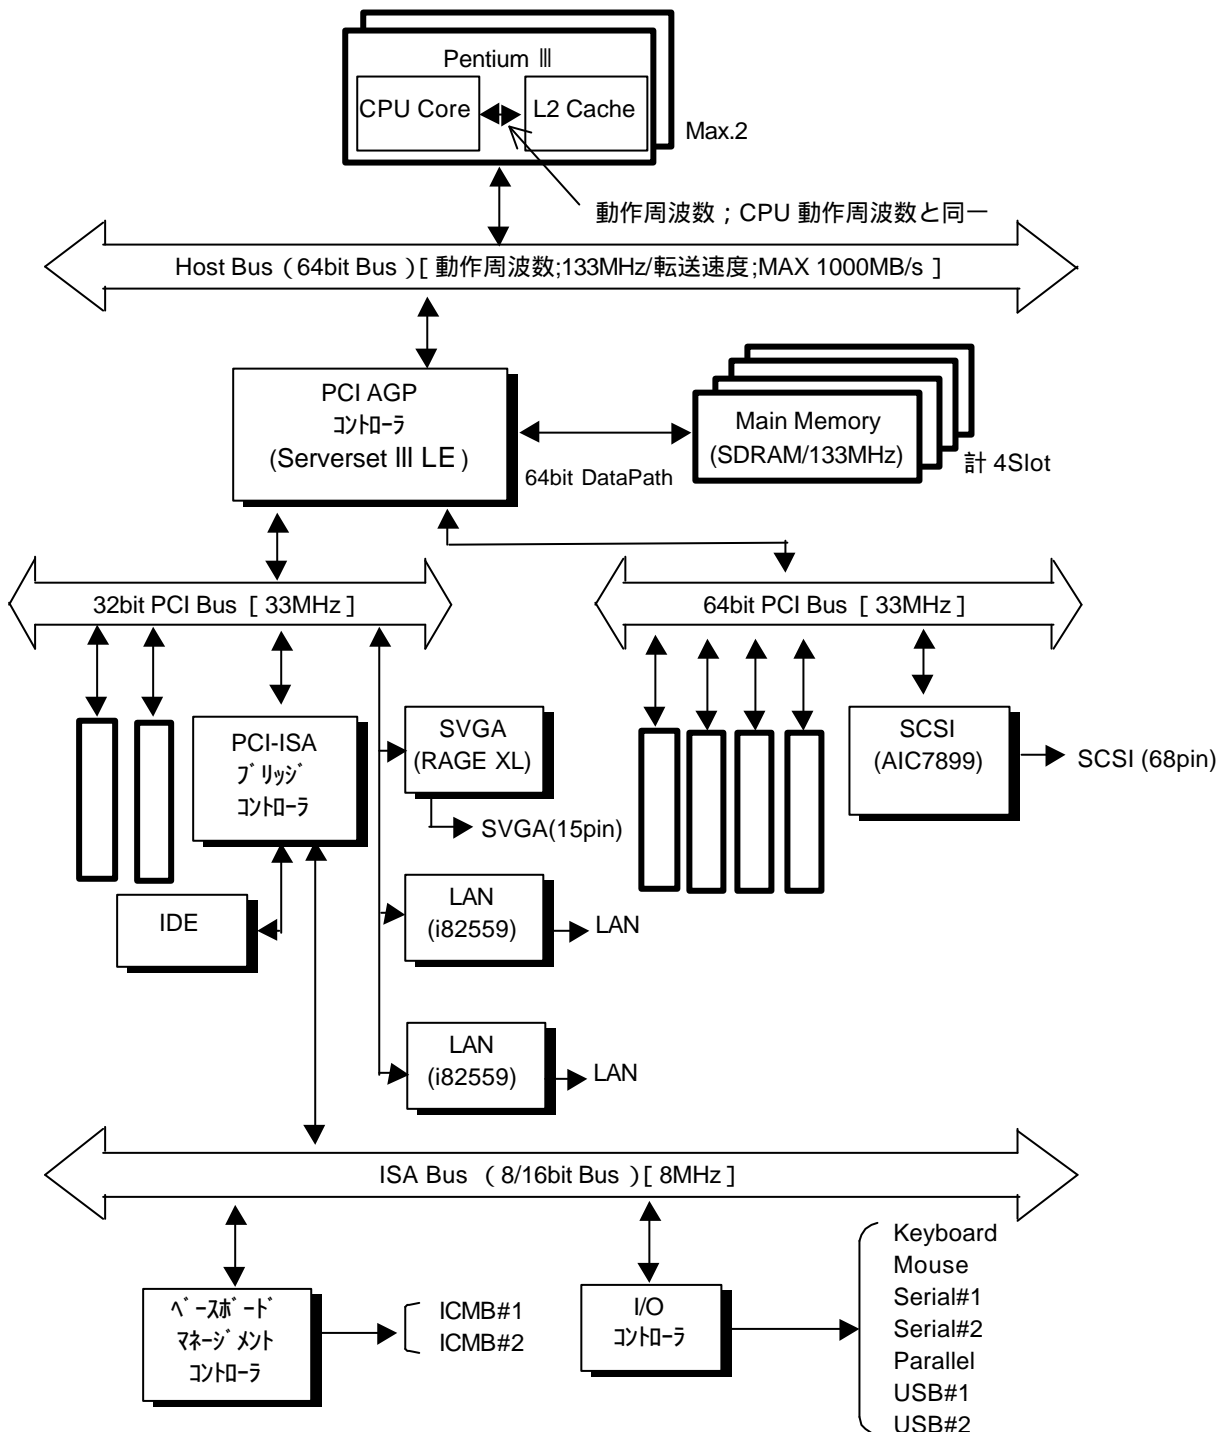 Pentium Ⅲ
CPU Core
L2 Cache
Max.2
動作周波数；CPU 動作周波数と同一
Host Bus（64bit Bus）[ 動作周波数;133MHz/転送速度;MAX 1000MB/s ]
PCI AGP
ｺﾝﾄﾛｰﾗ
(Serverset Ⅲ LE )
64bit DataPath
Main Memory
(SDRAM/133MHz)
計 4Slot
32bit PCI Bus [ 33MHz ]
64bit PCI Bus [ 33MHz ]
PCI-ISA
ﾌﾞﾘｯｼﾞ
ｺﾝﾄﾛｰﾗ
SVGA
(RAGE XL)
SVGA(15pin)
SCSI
(AIC7899)
SCSI (68pin)
IDE
LAN
(i82559)
LAN
LAN
(i82559)
LAN
ISA Bus （8/16bit Bus）[ 8MHz ]
ﾍﾞｰｽﾎﾞｰﾄﾞ
ﾏﾈｰｼﾞﾒﾝﾄ
ｺﾝﾄﾛｰﾗ
ICMB#1
ICMB#2
I/O
ｺﾝﾄﾛｰﾗ
Keyboard
Mouse
Serial#1
Serial#2
Parallel
USB#1
USB#2